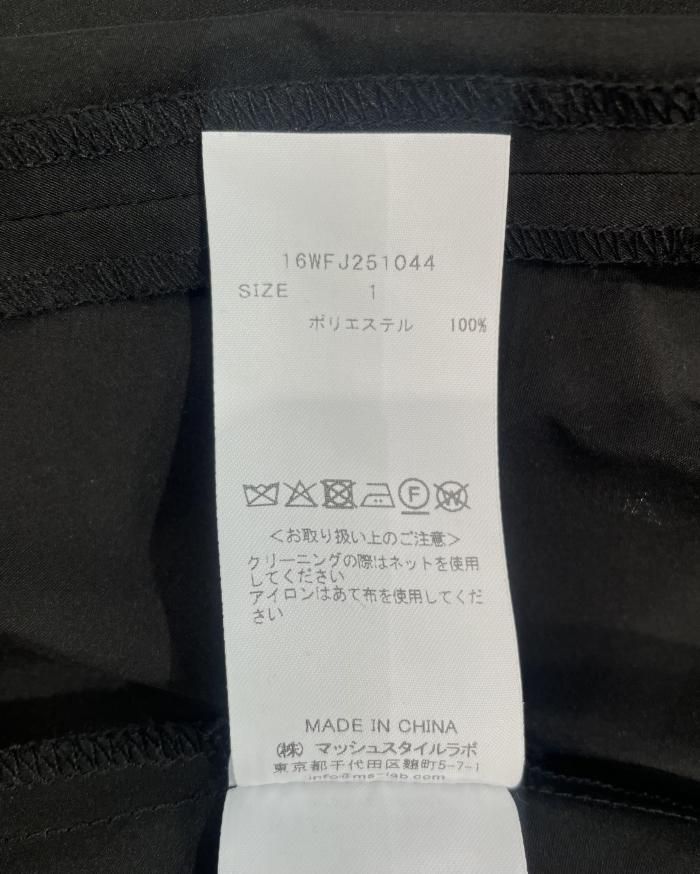 16WFJ251044
SIZE 1
ポリエステル 100%
F W
<お取り扱い上のご注意>
クリーニングの際はネットを使用
してください
アイロンはあて布を使用してくだ
さい
MADE IN CHINA
(株) マッシュスタイルラボ
東京都千代田区麹町5-7-1